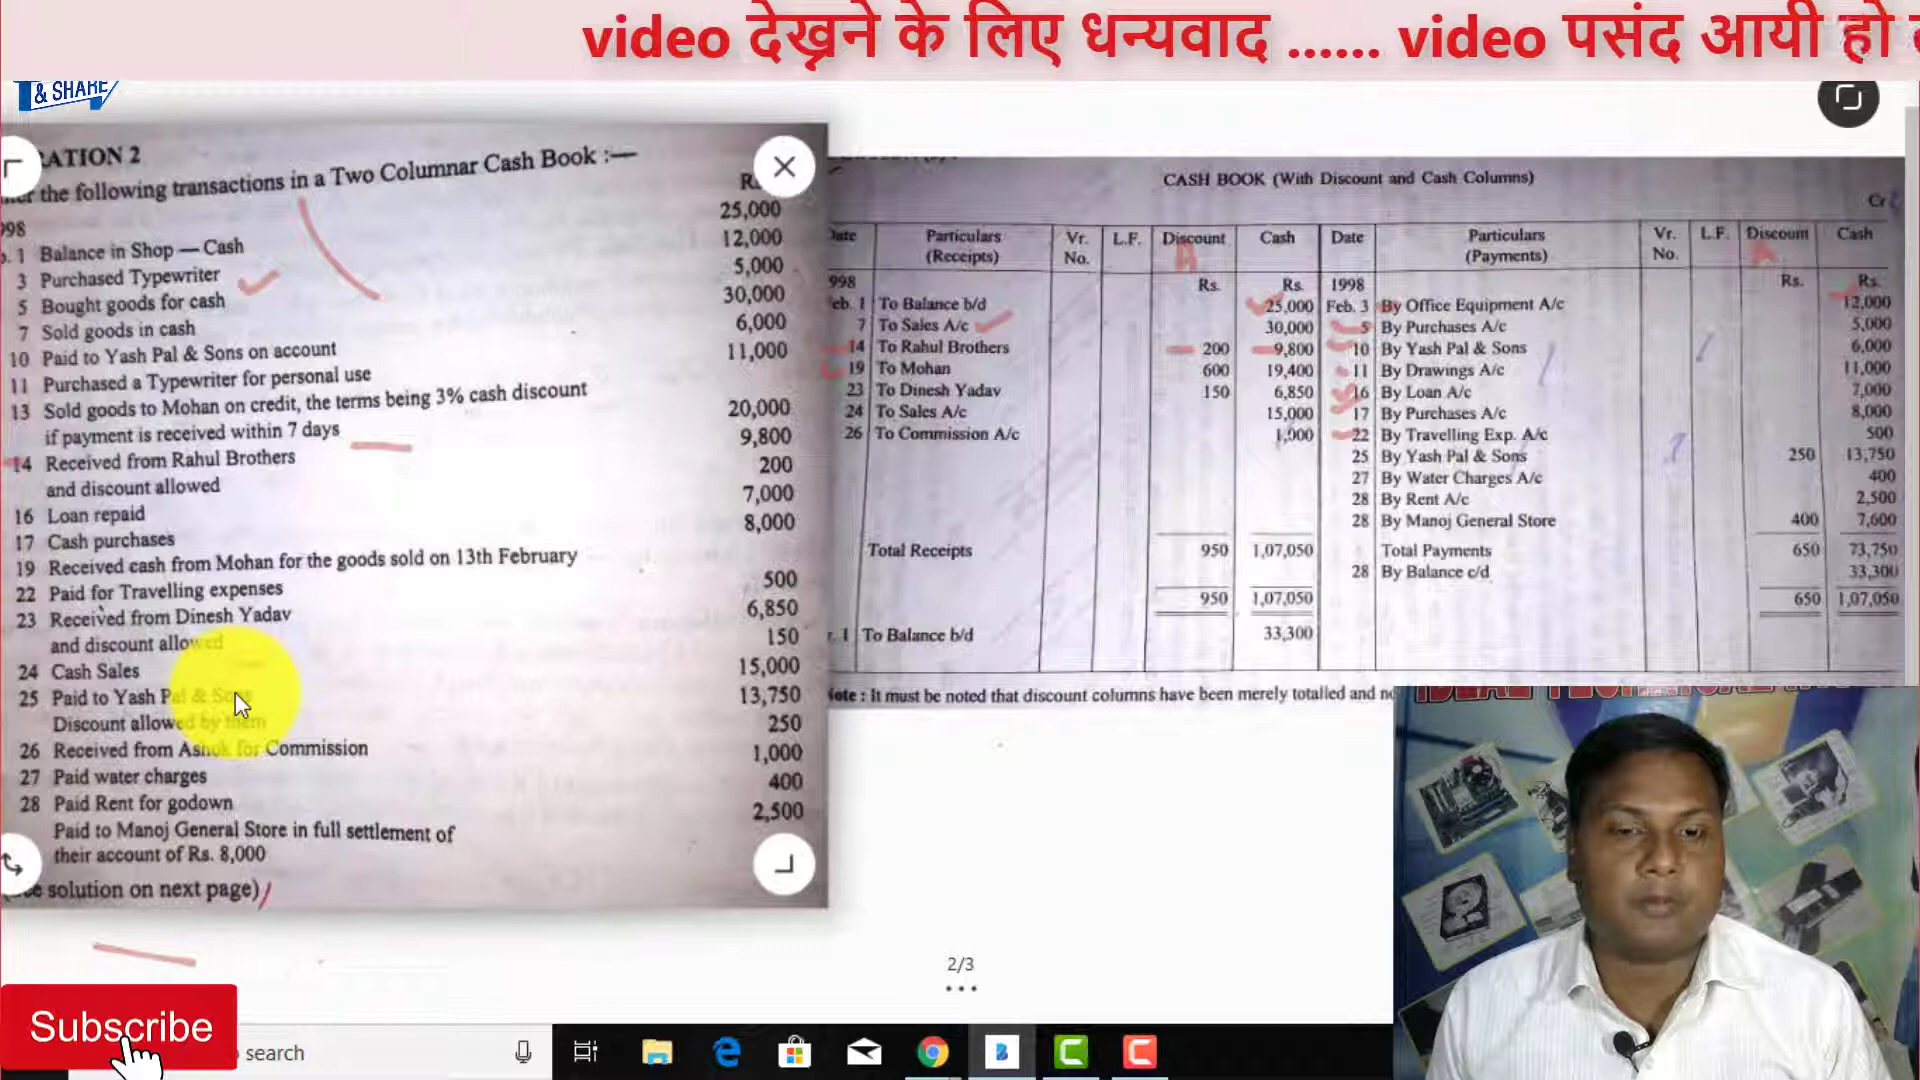 video देखने के लिए धन्यवाद ...... video पसंद आयी हो
& SHARE
RATION 2
the following transactions in a Two Columnar Cash Book :—
998
1 Balance in Shop — Cash 25,000
3 Purchased Typewriter 12,000
5 Bought goods for cash 5,000
7 Sold goods in cash 30,000
10 Paid to Yash Pal & Sons on account 6,000
11 Purchased a Typewriter for personal use 11,000
13 Sold goods to Mohan on credit, the terms being 3% cash discount
if payment is received within 7 days 20,000
14 Received from Rahul Brothers 9,800
and discount allowed 200
16 Loan repaid 7,000
17 Cash purchases 8,000
19 Received cash from Mohan for the goods sold on 13th February
22 Paid for Travelling expenses 500
23 Received from Dinesh Yadav 6,850
and discount allowed 150
24 Cash Sales 15,000
25 Paid to Yash Pal & Sons 13,750
Discount allowed by them 250
26 Received from Ashok for Commission 1,000
27 Paid water charges 400
28 Paid Rent for godown 2,500
Paid to Manoj General Store in full settlement of
their account of Rs. 8,000
solution on next page)
CASH BOOK (With Discount and Cash Columns)
Cr
Date Particulars (Receipts) Vr. No. L.F. Discount Cash Date Particulars (Payments) Vr. No. L.F. Discount Cash
998 Rs. Rs. 1998 Rs. Rs.
eb. 1 To Balance b/d 25,000 Feb. 3 By Office Equipment A/c 12,000
7 To Sales A/c 30,000 5 By Purchases A/c 5,000
14 To Rahul Brothers 200 9,800 10 By Yash Pal & Sons 6,000
19 To Mohan 600 19,400 11 By Drawings A/c 11,000
23 To Dinesh Yadav 150 6,850 16 By Loan A/c 7,000
24 To Sales A/c 15,000 17 By Purchases A/c 8,000
26 To Commission A/c 1,000 22 By Travelling Exp. A/c 500
25 By Yash Pal & Sons 250 13,750
27 By Water Charges A/c 400
28 By Rent A/c 2,500
28 By Manoj General Store 400 7,600
Total Receipts 950 1,07,050 Total Payments 650 73,750
28 By Balance c/d 33,300
950 1,07,050 650 1,07,050
r. 1 To Balance b/d 33,300
ote : It must be noted that discount columns have been merely totalled and
2/3
Subscribe
search